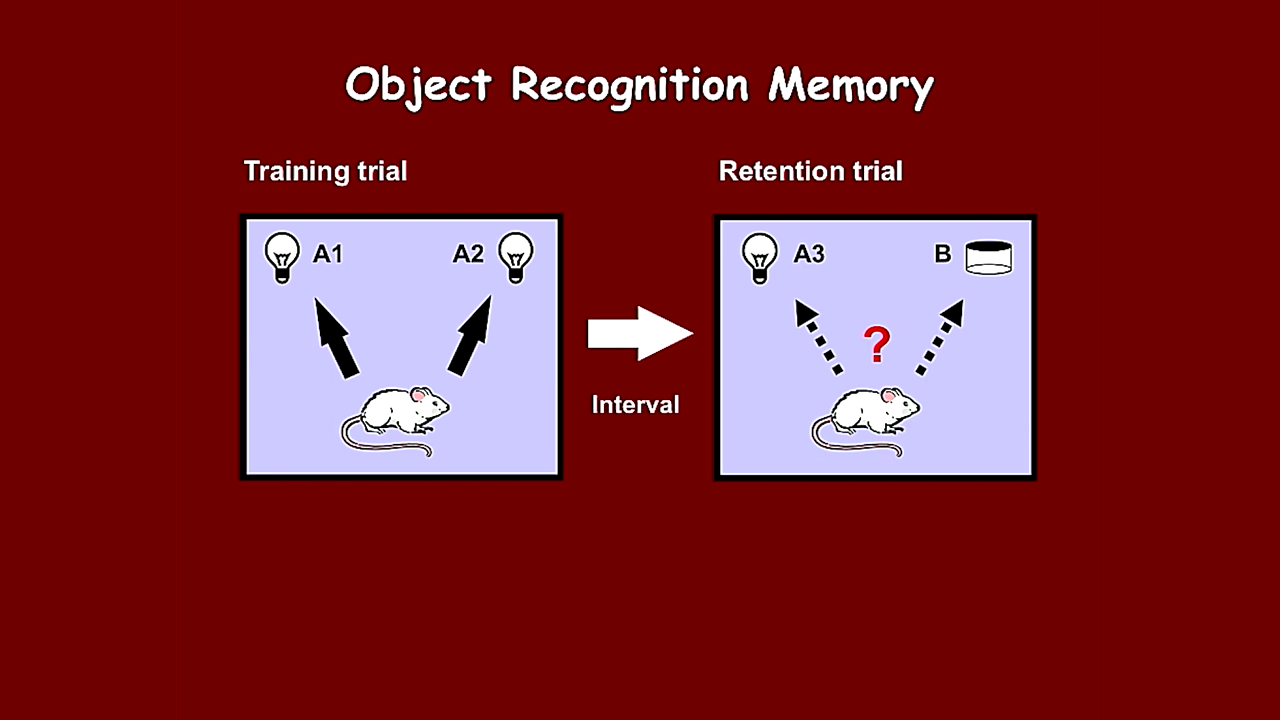 Object Recognition Memory
Training trial
Retention trial
A1
A2
A3
B
?
Interval